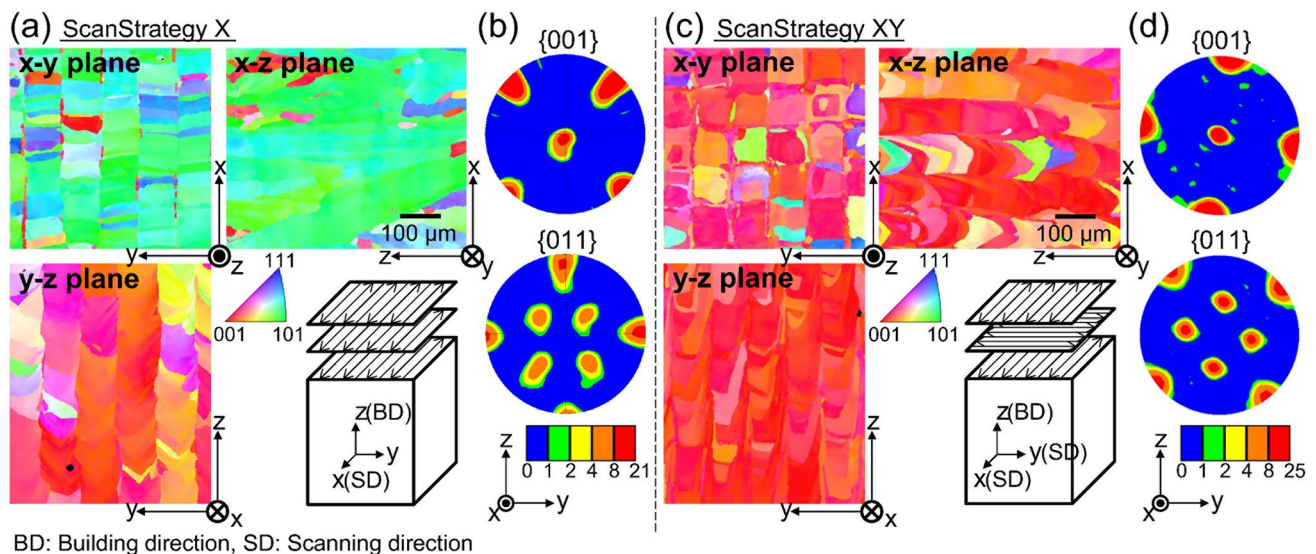 (a) ScanStrategy X
x-y plane
x-z plane
x
y
z
100 µm
x
z
y
y-z plane
111
001 101
z
y
x
z(BD)
y
x(SD)
(b)
{001}
{011}
0 1 2 4 8 21
z
x
y
(c) ScanStrategy XY
x-y plane
x-z plane
x
y
z
100 µm
x
z
y
y-z plane
111
001 101
z
y
x
z(BD)
y(SD)
x(SD)
(d)
{001}
{011}
0 1 2 4 8 25
z
x
y
BD: Building direction, SD: Scanning direction